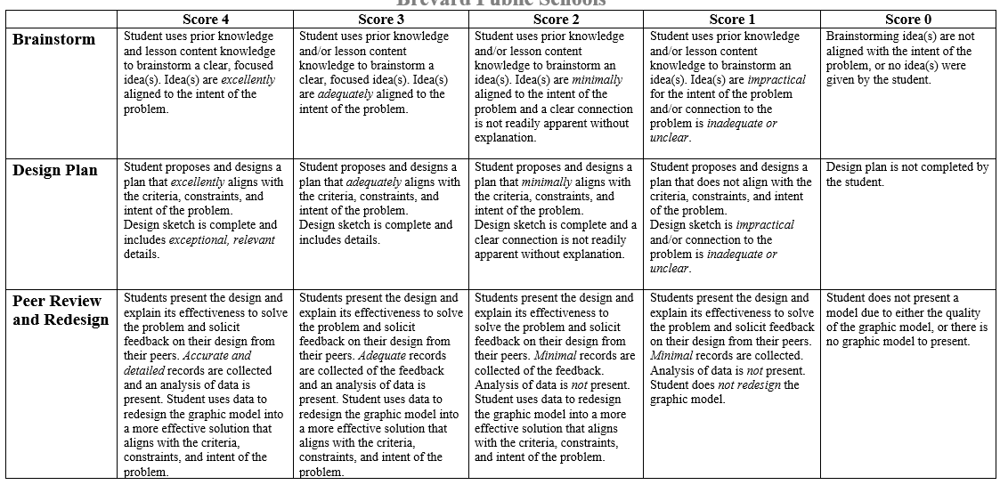 Brevard Public Schools
Score 4 Score 3 Score 2 Score 1 Score 0
Brainstorm
Student uses prior knowledge
and lesson content knowledge
to brainstorm a clear, focused
idea(s). Idea(s) are excellently
aligned to the intent of the
problem.
Student uses prior knowledge
and/or lesson content
knowledge to brainstorm a
clear, focused idea(s). Idea(s)
are adequately aligned to the
intent of the problem.
Student uses prior knowledge
and/or lesson content
knowledge to brainstorm an
idea(s). Idea(s) are minimally
aligned to the intent of the
problem and a clear connection
is not readily apparent without
explanation.
Student uses prior knowledge
and/or lesson content
knowledge to brainstorm an
idea(s). Idea(s) are impractical
for the intent of the problem
and/or connection to the
problem is inadequate or
unclear.
Brainstorming idea(s) are not
aligned with the intent of the
problem, or no idea(s) were
given by the student.
Design Plan
Student proposes and designs a
plan that excellently aligns with
the criteria, constraints, and
intent of the problem.
Design sketch is complete and
includes exceptional, relevant
details.
Student proposes and designs a
plan that adequately aligns with
the criteria, constraints, and
intent of the problem.
Design sketch is complete and
includes details.
Student proposes and designs a
plan that minimally aligns with
the criteria, constraints, and
intent of the problem.
Design sketch is complete and a
clear connection is not readily
apparent without explanation.
Student proposes and designs a
plan that does not align with the
criteria, constraints, and intent
of the problem.
Design sketch is impractical
and/or connection to the
problem is inadequate or
unclear.
Design plan is not completed by
the student.
Peer Review
and Redesign
Students present the design and
explain its effectiveness to solve
the problem and solicit
feedback on their design from
their peers. Accurate and
detailed records are collected
and an analysis of data is
present. Student uses data to
redesign the graphic model into
a more effective solution that
aligns with the criteria,
constraints, and intent of the
problem.
Students present the design and
explain its effectiveness to solve
the problem and solicit
feedback on their design from
their peers. Adequate records
are collected of the feedback
and an analysis of data is
present. Student uses data to
redesign the graphic model into
a more effective solution that
aligns with the criteria,
constraints, and intent of the
problem.
Students present the design and
explain its effectiveness to
solve the problem and solicit
feedback on their design from
their peers. Minimal records are
collected of the feedback.
Analysis of data is not present.
Student uses data to redesign
the graphic model into a more
effective solution that aligns
with the criteria, constraints,
and intent of the problem.
Students present the design and
explain its effectiveness to solve
the problem and solicit feedback
on their design from their peers.
Minimal records are collected.
Analysis of data is not present.
Student does not redesign the
graphic model.
Student does not present a
model due to either the quality
of the graphic model, or there is
no graphic model to present.